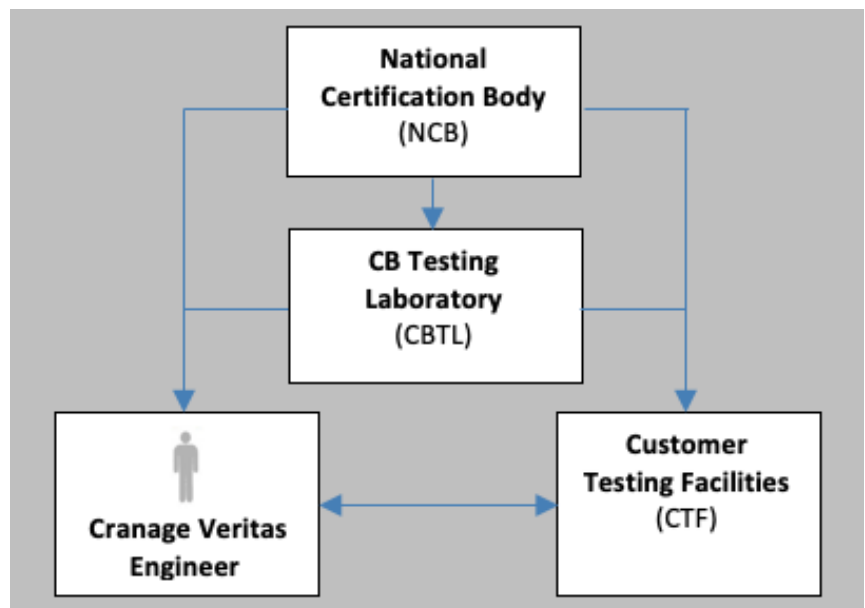 National
Certification Body
(NCB)
CB Testing
Laboratory
(CBTL)
Cranage Veritas
Engineer
Customer
Testing Facilities
(CTF)